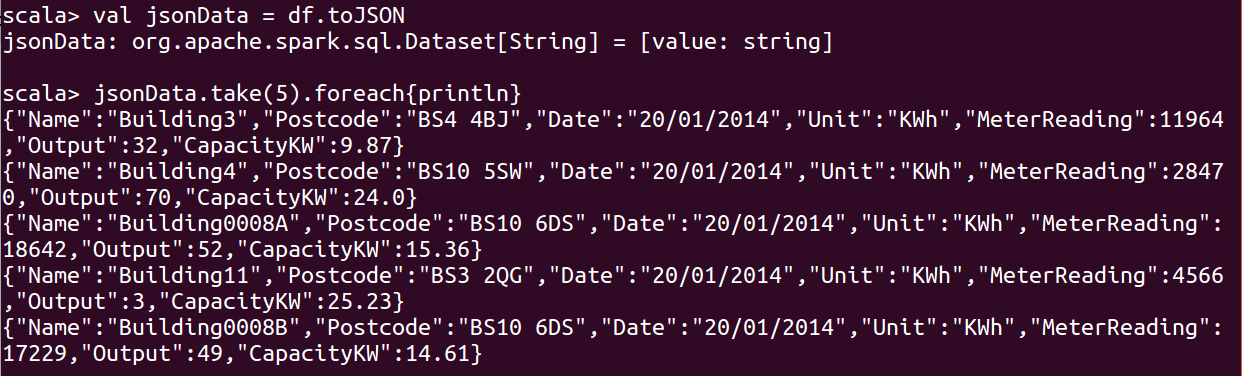 scala> val jsonData = df.toJSON
jsonData: org.apache.spark.sql.Dataset[String] = [value: string]
scala> jsonData.take(5).foreach{println}
{"Name":"Building3","Postcode":"BS4 4BJ","Date":"20/01/2014","Unit":"KWh","MeterReading":11964
,"Output":32,"CapacityKW":9.87}
{"Name":"Building4","Postcode":"BS10 5SW","Date":"20/01/2014","Unit":"KWh","MeterReading":2847
0,"Output":70,"CapacityKW":24.0}
{"Name":"Building0008A","Postcode":"BS10 6DS","Date":"20/01/2014","Unit":"KWh","MeterReading":
18642,"Output":52,"CapacityKW":15.36}
{"Name":"Building11","Postcode":"BS3 2QG","Date":"20/01/2014","Unit":"KWh","MeterReading":4566
,"Output":3,"CapacityKW":25.23}
{"Name":"Building0008B","Postcode":"BS10 6DS","Date":"20/01/2014","Unit":"KWh","MeterReading":
17229,"Output":49,"CapacityKW":14.61}